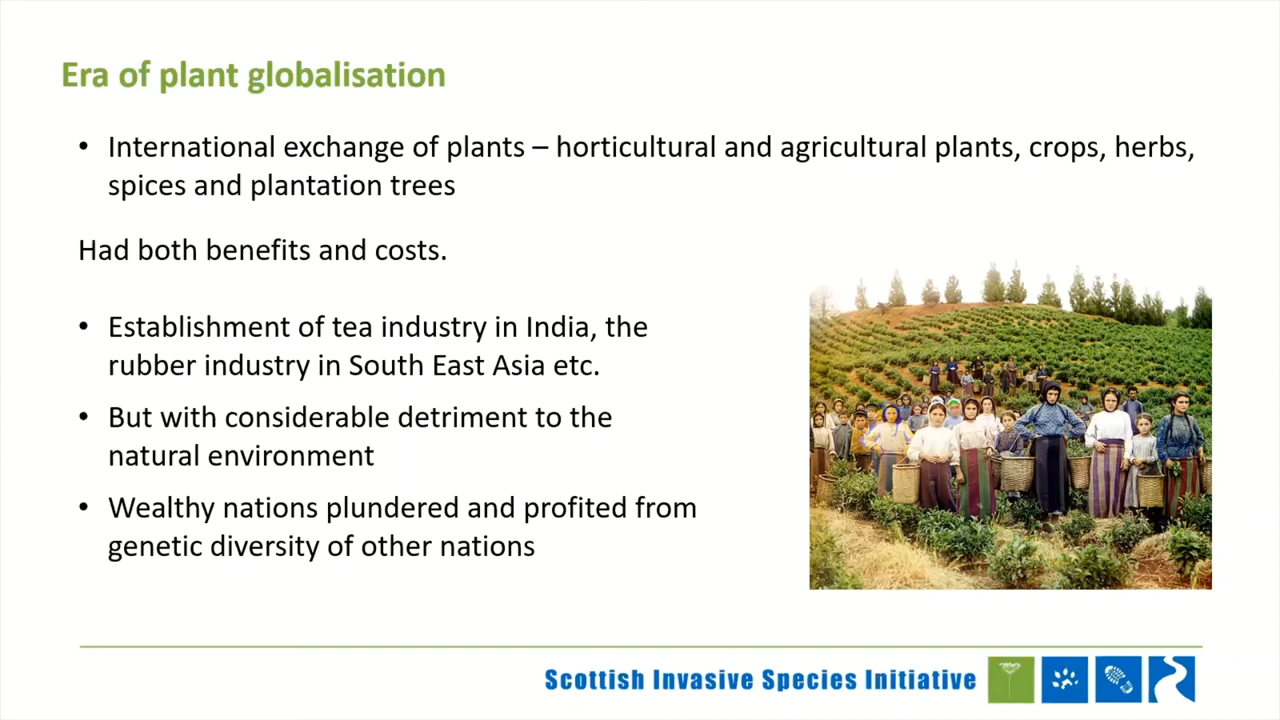 Era of plant globalisation
• International exchange of plants – horticultural and agricultural plants, crops, herbs,
spices and plantation trees
Had both benefits and costs.
• Establishment of tea industry in India, the
rubber industry in South East Asia etc.
• But with considerable detriment to the
natural environment
• Wealthy nations plundered and profited from
genetic diversity of other nations
Scottish Invasive Species Initiative